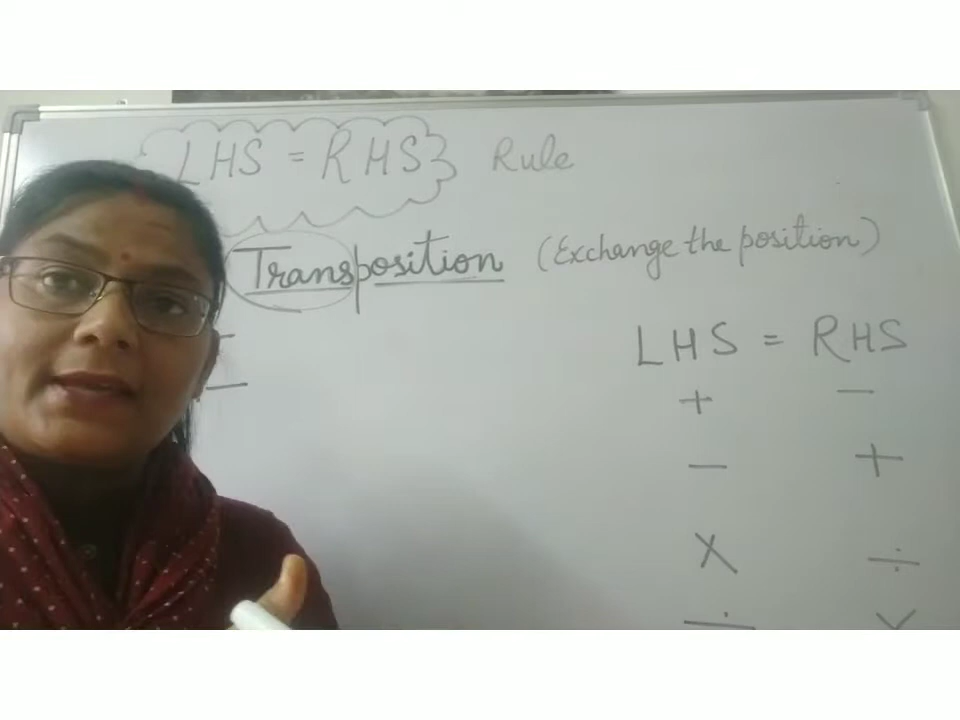 LHS = RHS Rule
Transposition (Exchange the position)
LHS = RHS
+ −
− +
× ÷
÷ ×